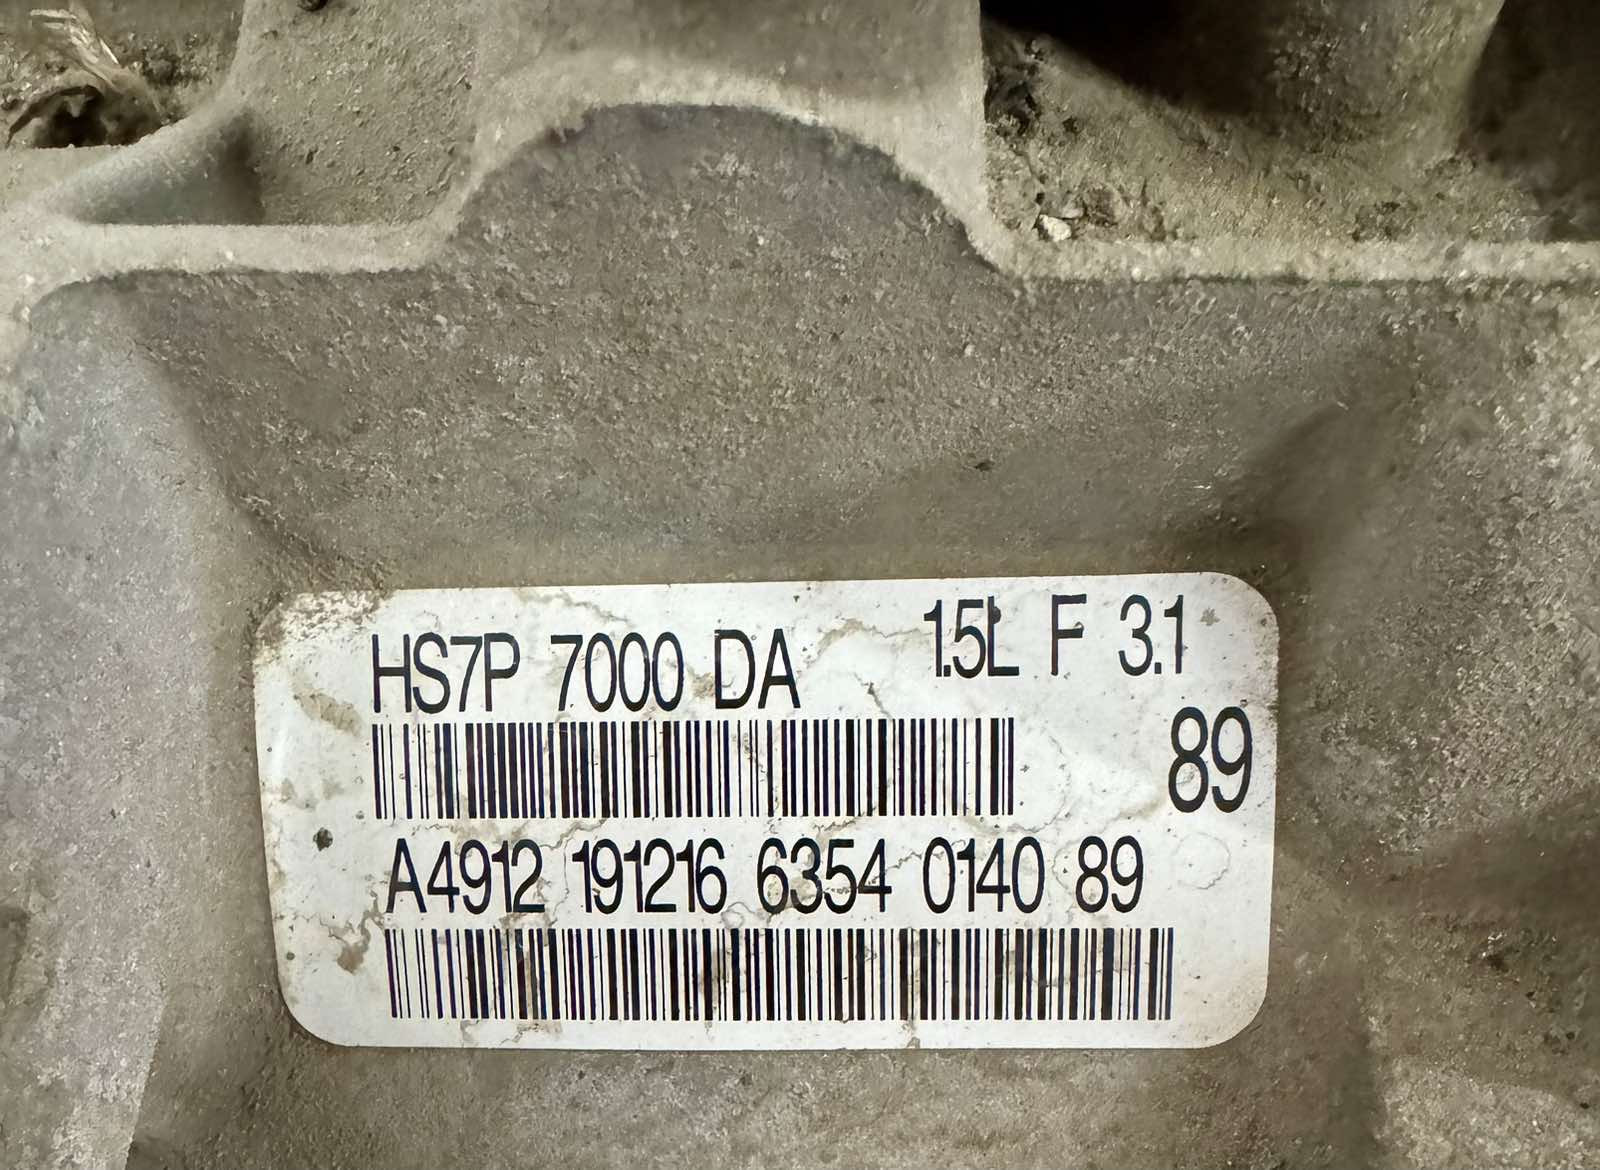 HS7P 7000 DA 1.5L F 3.1
89
A4912 191216 6354 0140 89